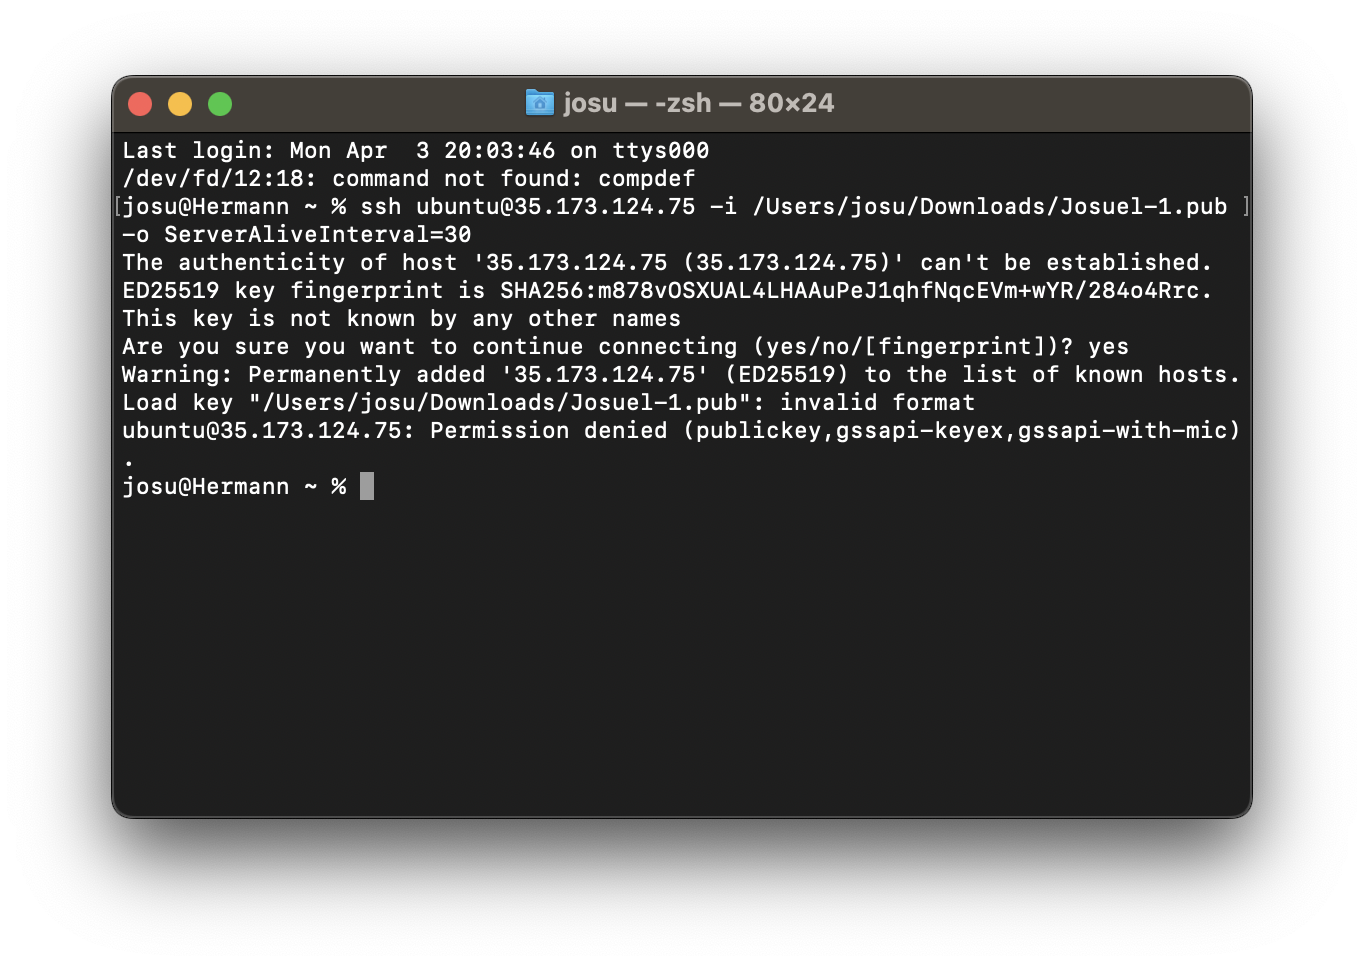 josu — -zsh — 80×24
Last login: Mon Apr  3 20:03:46 on ttys000
/dev/fd/12:18: command not found: compdef
[josu@Hermann ~ % ssh ubuntu@35.173.124.75 -i /Users/josu/Downloads/Josuel-1.pub ]
-o ServerAliveInterval=30
The authenticity of host '35.173.124.75 (35.173.124.75)' can't be established.
ED25519 key fingerprint is SHA256:m878vOSXUAL4LHAAuPeJ1qhfNqcEVm+wYR/284o4Rrc.
This key is not known by any other names
Are you sure you want to continue connecting (yes/no/[fingerprint])? yes
Warning: Permanently added '35.173.124.75' (ED25519) to the list of known hosts.
Load key "/Users/josu/Downloads/Josuel-1.pub": invalid format
ubuntu@35.173.124.75: Permission denied (publickey,gssapi-keyex,gssapi-with-mic)
.
josu@Hermann ~ %